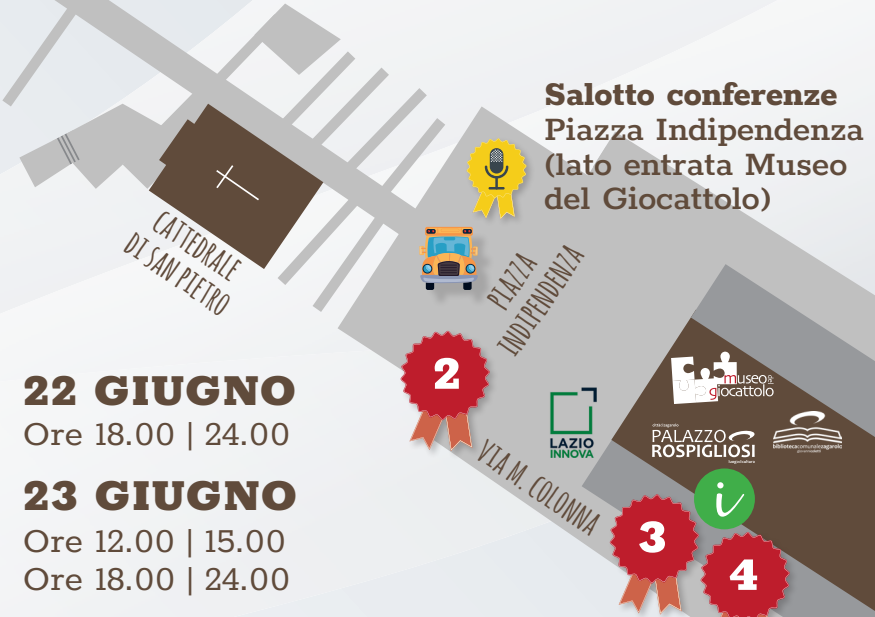 Salotto conferenze
Piazza Indipendenza
(lato entrata Museo
del Giocattolo)
CATTEDRALE
DI SAN PIETRO
PIAZZA
INDIPENDENZA
2
museo del
giocattolo
LAZIO
INNOVA
PALAZZO
ROSPIGLIOSI
bibliotecacomunalezagarolo
VIA M. COLONNA
i
3
4
22 GIUGNO
Ore 18.00 | 24.00
23 GIUGNO
Ore 12.00 | 15.00
Ore 18.00 | 24.00